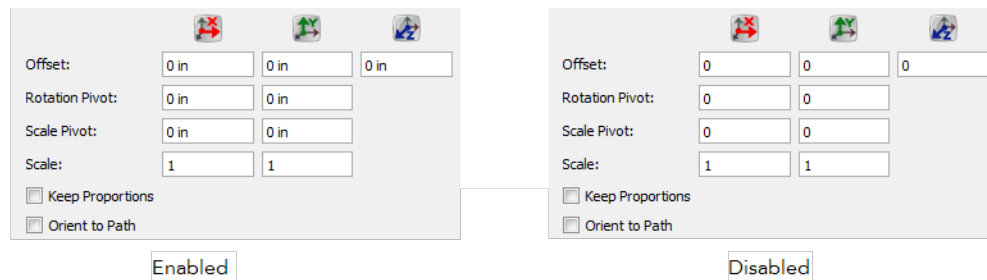 X Y Z
Offset: 0 in 0 in 0 in
Rotation Pivot: 0 in 0 in
Scale Pivot: 0 in 0 in
Scale: 1 1
Keep Proportions
Orient to Path
Enabled
X Y Z
Offset: 0 0 0
Rotation Pivot: 0 0
Scale Pivot: 0 0
Scale: 1 1
Keep Proportions
Orient to Path
Disabled